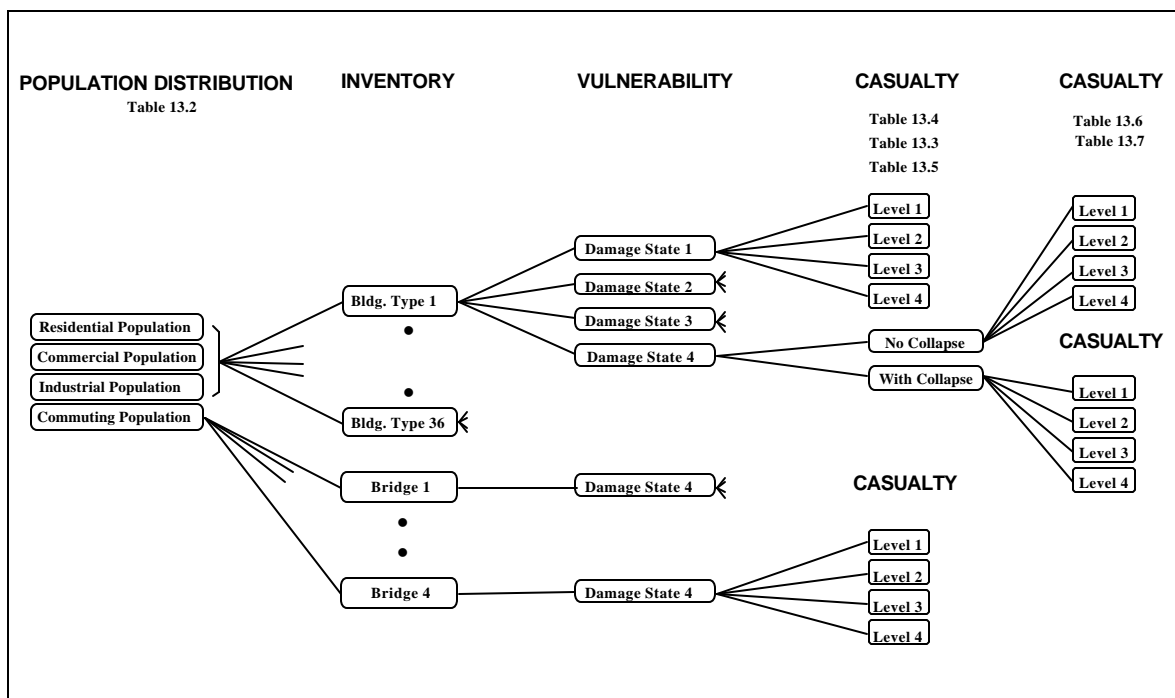 POPULATION DISTRIBUTION
Table 13.2
INVENTORY
VULNERABILITY
CASUALTY
Table 13.4
Table 13.3
Table 13.5
CASUALTY
Table 13.6
Table 13.7
Residential Population
Commercial Population
Industrial Population
Commuting Population
Bldg. Type 1
Bldg. Type 36
Bridge 1
Bridge 4
Damage State 1
Damage State 2
Damage State 3
Damage State 4
Damage State 4
Damage State 4
Level 1
Level 2
Level 3
Level 4
No Collapse
With Collapse
CASUALTY
Level 1
Level 2
Level 3
Level 4
Level 1
Level 2
Level 3
Level 4
CASUALTY
Level 1
Level 2
Level 3
Level 4